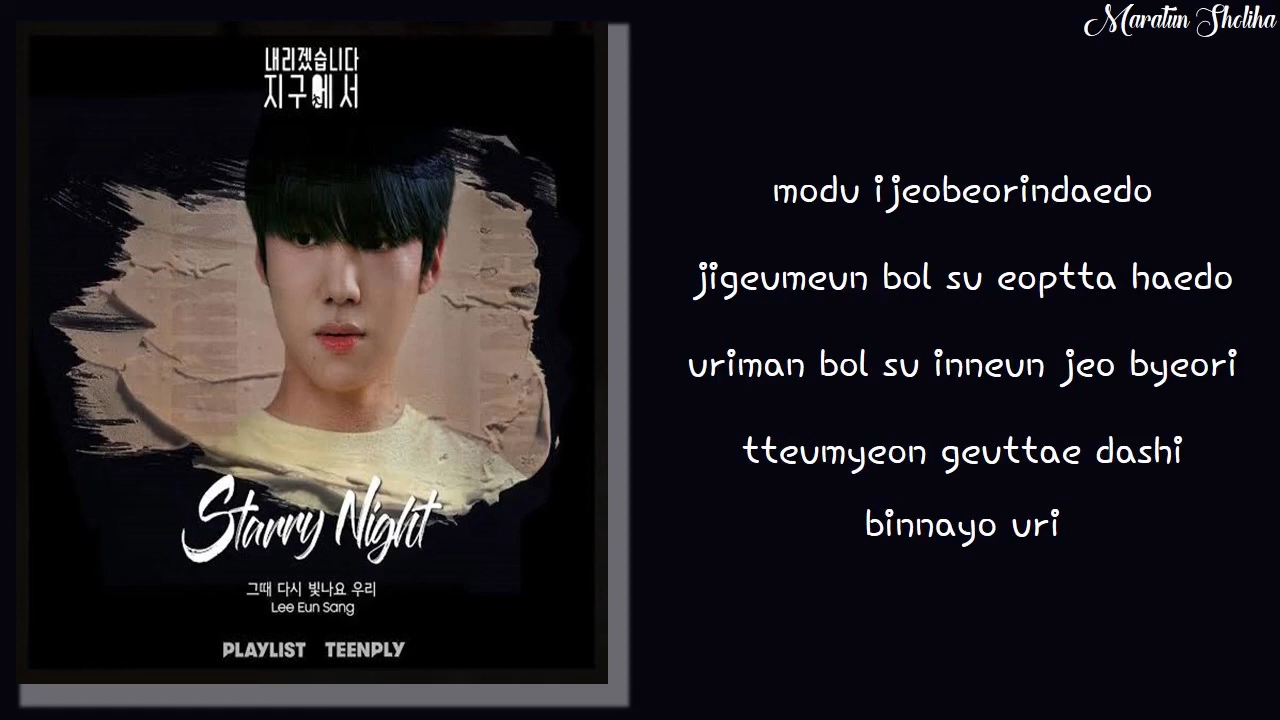 Maratun Sholiha
내리겠습니다
지구에서
Starry Night
그때 다시 빛나요 우리
Lee Eun Sang
PLAYLIST TEENPLY
modu ijeobeorindaedo
jigeumeun bol su eoptta haedo
uriman bol su inneun jeo byeori
tteumyeon geuttae dashi
binnayo uri